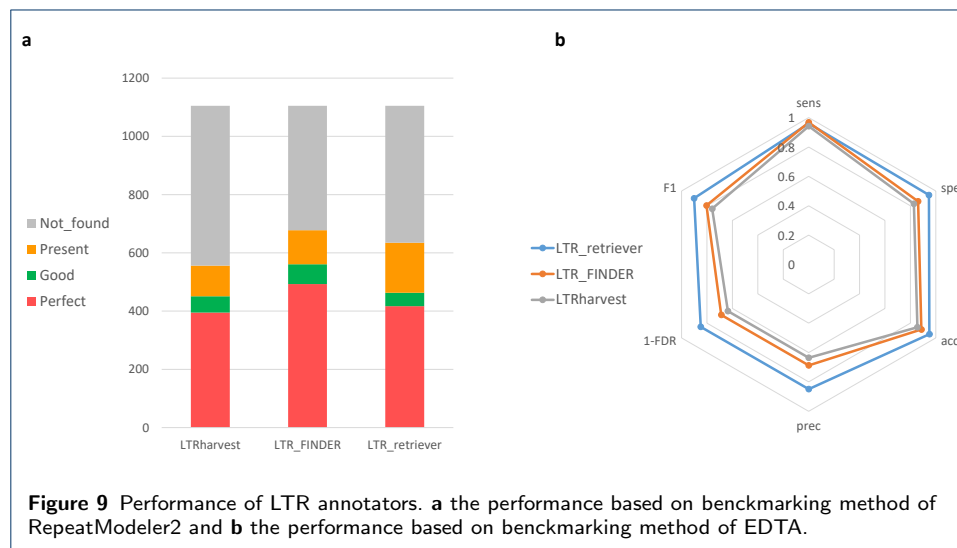 a
b
1200
1000
800
600
400
200
0
Not_found
Present
Good
Perfect
LTRharvest LTR_FINDER LTR_retriever
sens
1
0.8
0.6
0.4
0.2
0
F1
spe
1-FDR
acc
prec
LTR_retriever
LTR_FINDER
LTRharvest
Figure 9 Performance of LTR annotators. a the performance based on benckmarking method of
RepeatModeler2 and b the performance based on benckmarking method of EDTA.